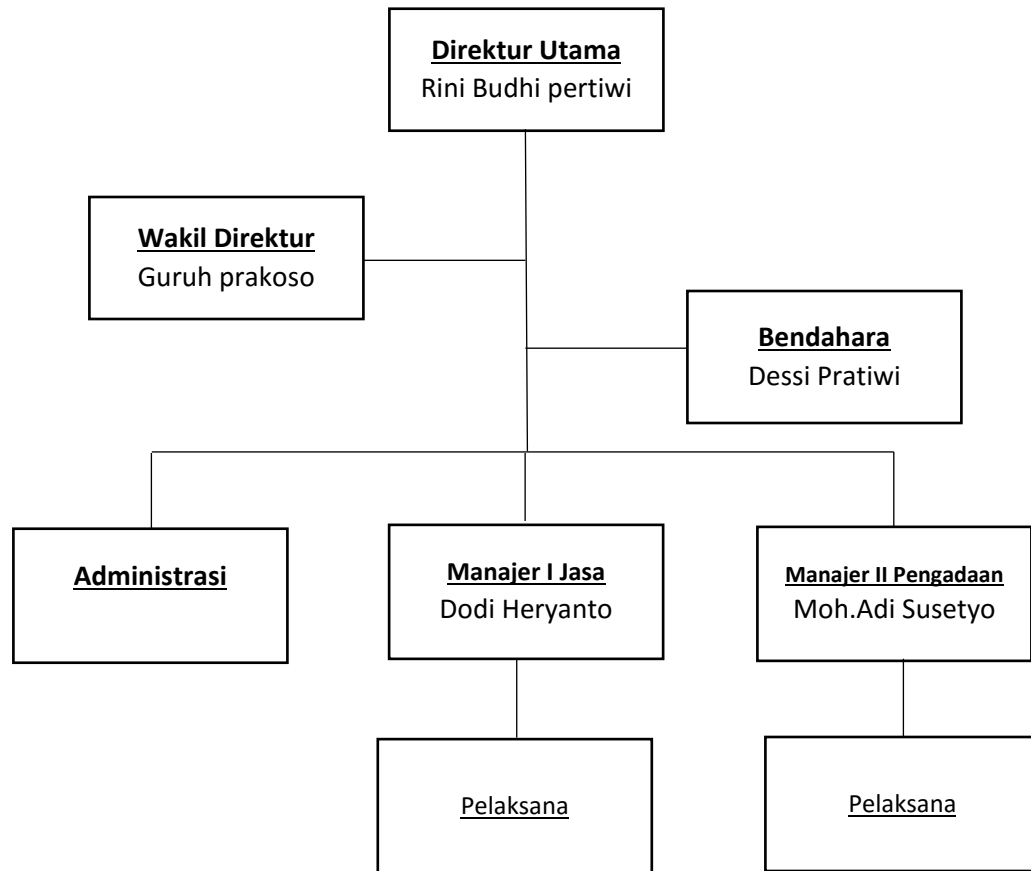 Direktur Utama
Rini Budhi pertiwi
Wakil Direktur
Guruh prakoso
Bendahara
Dessi Pratiwi
Administrasi
Manajer I Jasa
Dodi Heryanto
Manajer II Pengadaan
Moh.Adi Susetyo
Pelaksana
Pelaksana